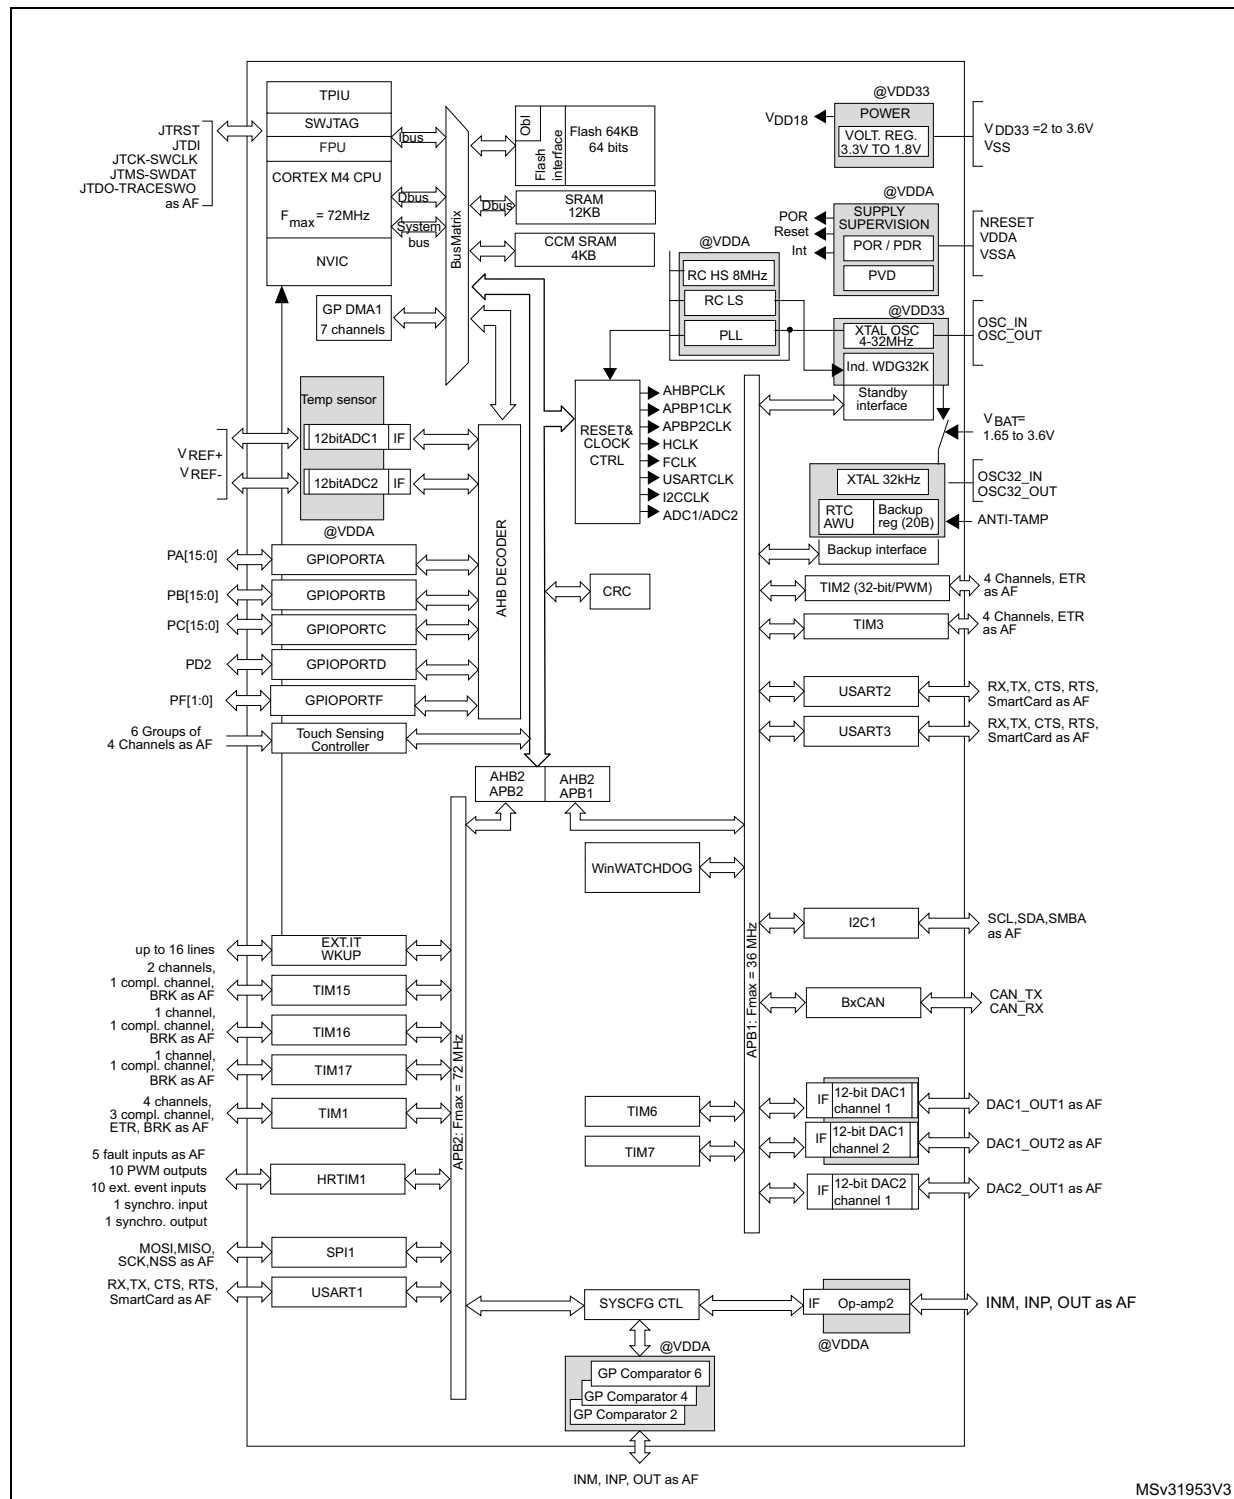 TPIU
SWJTAG
FPU
CORTEX M4 CPU
Fmax = 72MHz
NVIC
JTRST
JTDI
JTCK-SWCLK
JTMS-SWDAT
JTDO-TRACESWO
as AF
Ibus
Dbus
System
bus
BusMatrix
GP DMA1
7 channels
Obl
Flash
interface
Flash 64KB
64 bits
Dbus
SRAM
12KB
CCM SRAM
4KB
@VDDA
RC HS 8MHz
RC LS
PLL
@VDD33
POWER
VOLT. REG.
3.3V TO 1.8V
VDD18
VDD33 =2 to 3.6V
VSS
@VDDA
SUPPLY
SUPERVISION
POR / PDR
PVD
POR
Reset
Int
NRESET
VDDA
VSSA
@VDD33
XTAL OSC
4-32MHz
Ind. WDG32K
Standby
interface
OSC_IN
OSC_OUT
VBAT=
1.65 to 3.6V
XTAL 32kHz
RTC
AWU
Backup
reg (20B)
Backup interface
OSC32_IN
OSC32_OUT
ANTI-TAMP
RESET&
CLOCK
CTRL
AHBPCLK
APBP1CLK
APBP2CLK
HCLK
FCLK
USARTCLK
I2CCLK
ADC1/ADC2
Temp sensor
12bitADC1
IF
12bitADC2
IF
@VDDA
VREF+
VREF-
AHB DECODER
PA[15:0]
GPIOPORTA
PB[15:0]
GPIOPORTB
PC[15:0]
GPIOPORTC
PD2
GPIOPORTD
PF[1:0]
GPIOPORTF
6 Groups of
4 Channels as AF
Touch Sensing
Controller
CRC
AHB2
APB2
AHB2
APB1
WinWATCHDOG
APB1: Fmax = 36 MHz
TIM2 (32-bit/PWM)
4 Channels, ETR
as AF
TIM3
4 Channels, ETR
as AF
USART2
RX,TX, CTS, RTS,
SmartCard as AF
USART3
RX,TX, CTS, RTS,
SmartCard as AF
I2C1
SCL,SDA,SMBA
as AF
BxCAN
CAN_TX
CAN_RX
TIM6
TIM7
IF
12-bit DAC1
channel 1
DAC1_OUT1 as AF
IF
12-bit DAC1
channel 2
DAC1_OUT2 as AF
IF
12-bit DAC2
channel 1
DAC2_OUT1 as AF
APB2: Fmax = 72 MHz
up to 16 lines
EXT.IT
WKUP
2 channels,
1 compl. channel,
BRK as AF
TIM15
1 channel,
1 compl. channel,
BRK as AF
TIM16
1 channel,
1 compl. channel,
BRK as AF
TIM17
4 channels,
3 compl. channel,
ETR, BRK as AF
TIM1
5 fault inputs as AF
10 PWM outputs
10 ext. event inputs
1 synchro. input
1 synchro. output
HRTIM1
MOSI,MISO,
SCK,NSS as AF
SPI1
RX,TX, CTS, RTS,
SmartCard as AF
USART1
SYSCFG CTL
IF
Op-amp2
@VDDA
INM, INP, OUT as AF
@VDDA
GP Comparator 6
GP Comparator 4
GP Comparator 2
INM, INP, OUT as AF
MSv31953V3